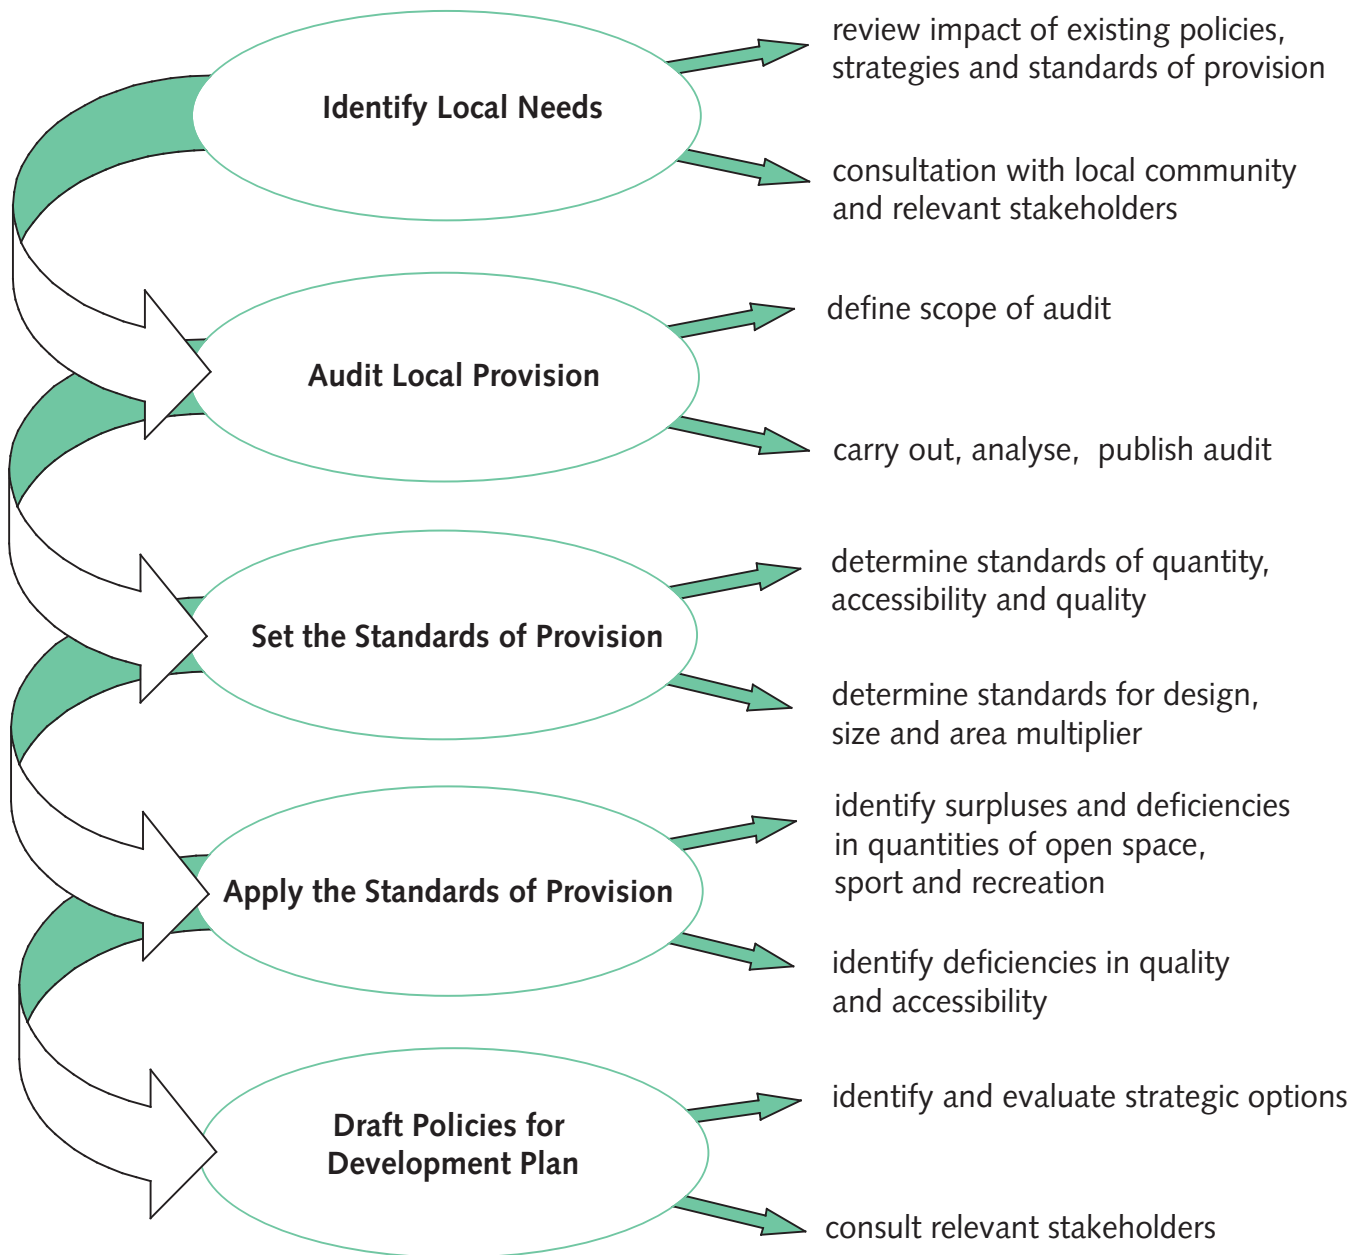 Identify Local Needs
review impact of existing policies,
strategies and standards of provision
consultation with local community
and relevant stakeholders
Audit Local Provision
define scope of audit
carry out, analyse,  publish audit
Set the Standards of Provision
determine standards of quantity,
accessibility and quality
determine standards for design,
size and area multiplier
Apply the Standards of Provision
identify surpluses and deficiencies
in quantities of open space,
sport and recreation
identify deficiencies in quality
and accessibility
Draft Policies for
Development Plan
identify and evaluate strategic options
consult relevant stakeholders